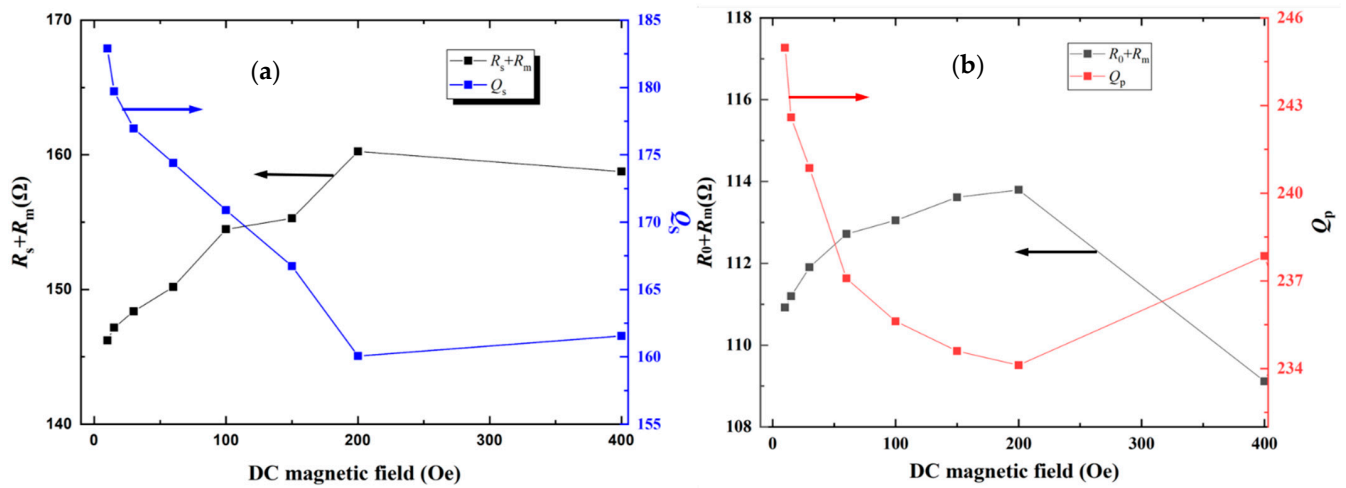 (a)
170
160
150
140
Rs+Rm(Ω)
185
180
175
170
165
160
155
Qs
Rs+Rm
Qs
0
100
200
300
400
DC magnetic field (Oe)
(b)
118
116
114
112
110
108
R0+Rm(Ω)
246
243
240
237
234
Qp
R0+Rm
Qp
0
100
200
300
400
DC magnetic field (Oe)